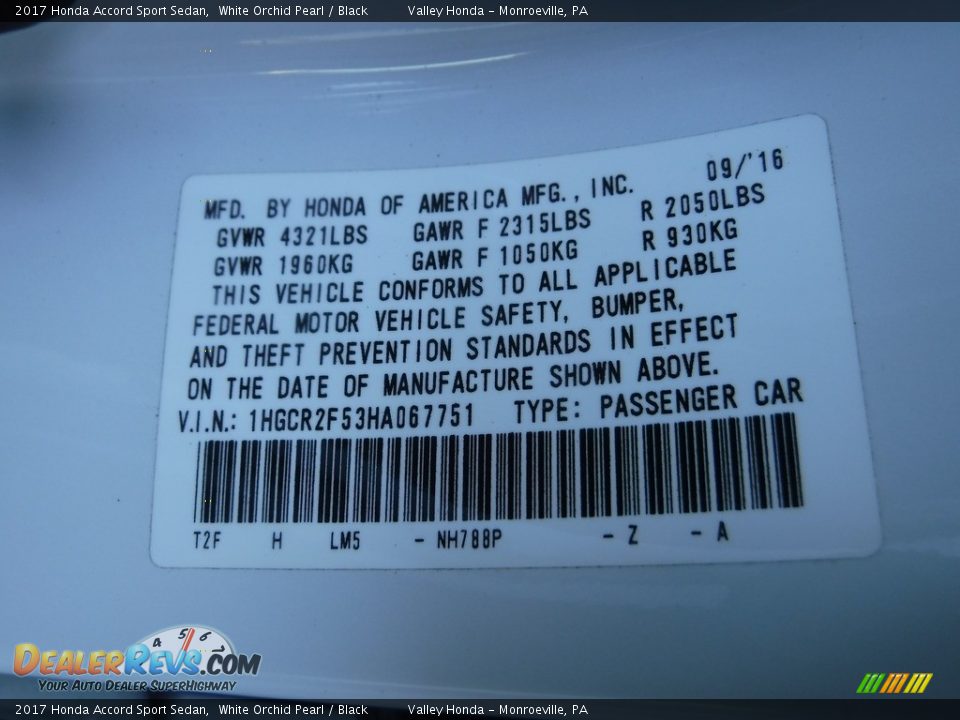 2017 Honda Accord Sport Sedan, White Orchid Pearl / Black Valley Honda - Monroeville, PA
09/'16
MFD. BY HONDA OF AMERICA MFG., INC.
GVWR 4321LBS GAWR F 2315LBS R 2050LBS
GVWR 1960KG GAWR F 1050KG R 930KG
THIS VEHICLE CONFORMS TO ALL APPLICABLE
FEDERAL MOTOR VEHICLE SAFETY, BUMPER,
AND THEFT PREVENTION STANDARDS IN EFFECT
ON THE DATE OF MANUFACTURE SHOWN ABOVE.
V.I.N.: 1HGCR2F53HA067751 TYPE: PASSENGER CAR
T2F H LM5 - NH788P - Z - A
4 5 6 7
DEALERREVS.COM
YOUR AUTO DEALER SUPERHIGHWAY
2017 Honda Accord Sport Sedan, White Orchid Pearl / Black Valley Honda - Monroeville, PA